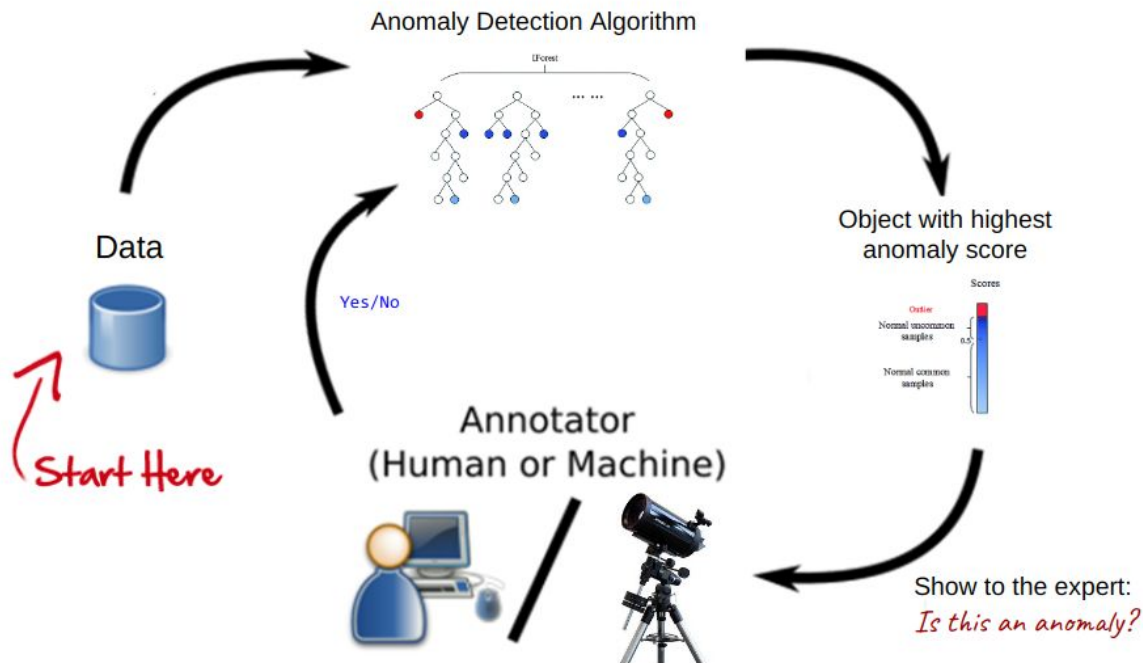 Anomaly Detection Algorithm
IForest
... ...
Data
Start Here
Object with highest
anomaly score
Scores
Outlier
Normal uncommon
samples
0.5
Normal common
samples
Yes/No
Annotator
(Human or Machine)
Show to the expert:
Is this an anomaly?